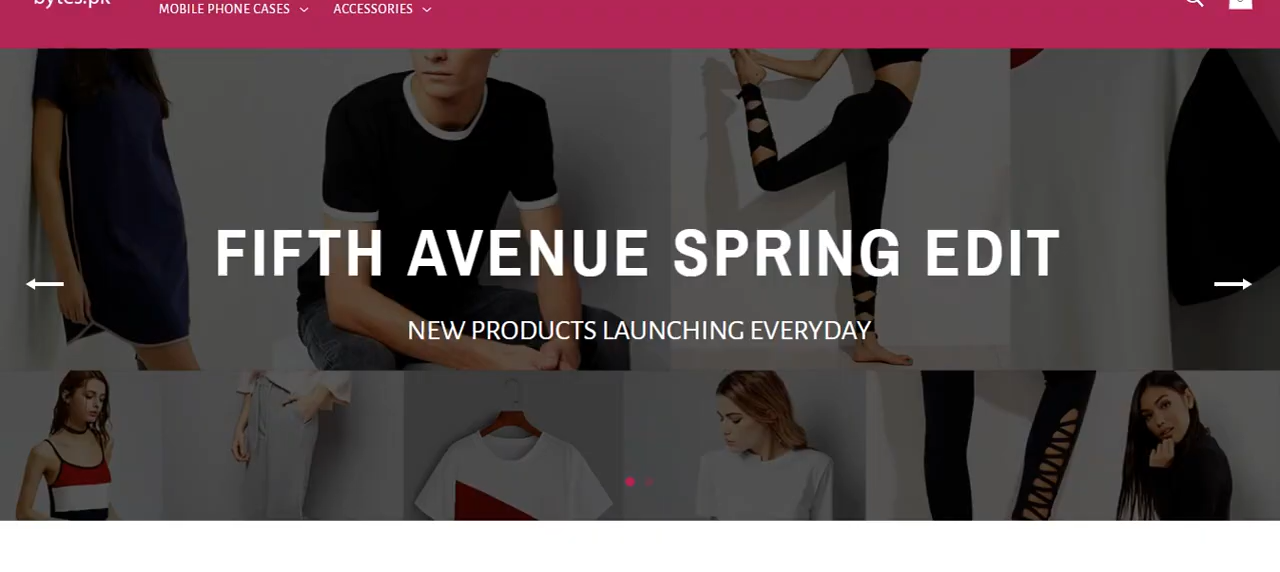 bytes.pk
MOBILE PHONE CASES ACCESSORIES
FIFTH AVENUE SPRING EDIT
NEW PRODUCTS LAUNCHING EVERYDAY